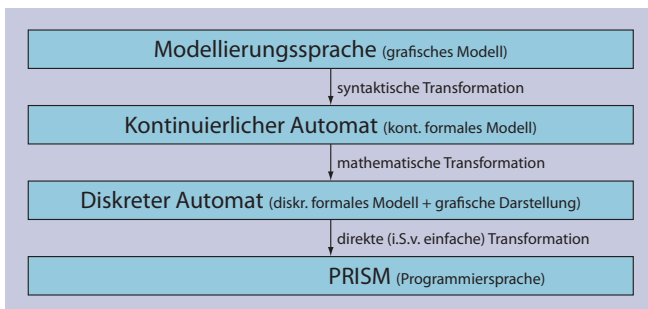 Modellierungssprache (grafisches Modell)
syntaktische Transformation
Kontinuierlicher Automat (kont. formales Modell)
mathematische Transformation
Diskreter Automat (diskr. formales Modell + grafische Darstellung)
direkte (i.S.v. einfache) Transformation
PRISM (Programmiersprache)